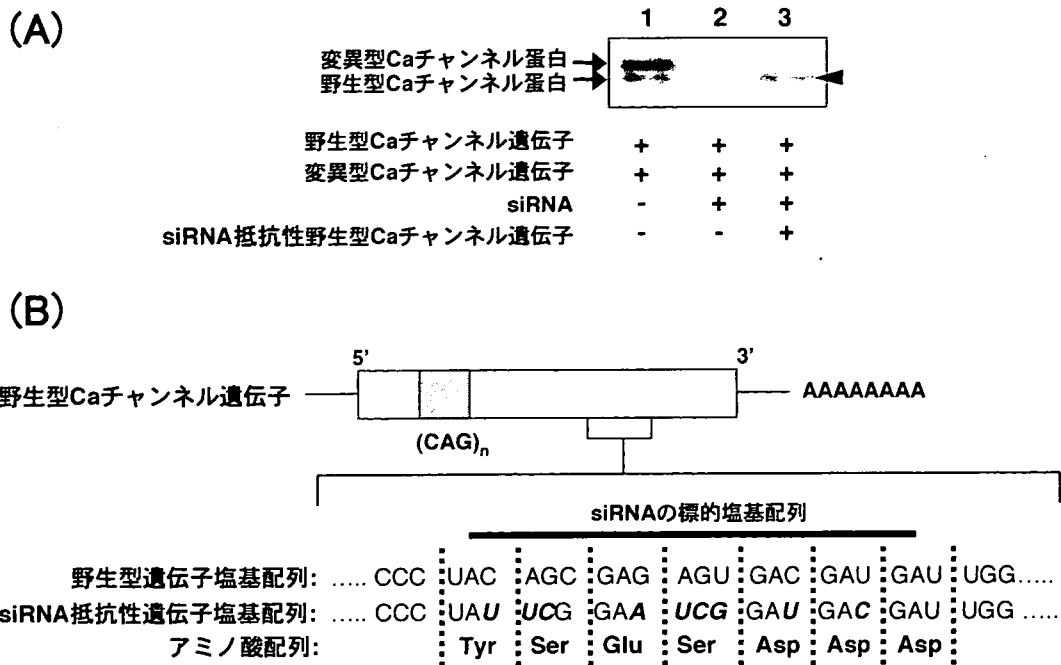 (A)
1 2 3
変異型Caチャンネル蛋白
野生型Caチャンネル蛋白
野生型Caチャンネル遺伝子 + + +
変異型Caチャンネル遺伝子 + + +
siRNA - + +
siRNA抵抗性野生型Caチャンネル遺伝子 - - +
(B)
5' 3'
野生型Caチャンネル遺伝子 AAAAAAAA
(CAG)n
siRNAの標的塩基配列
野生型遺伝子塩基配列: ..... CCC UAC AGC GAG AGU GAC GAU GAU UGG.....
siRNA抵抗性遺伝子塩基配列: ..... CCC UAU UCG GAA UCG GAU GAC GAU UGG .....
アミノ酸配列: Tyr Ser Glu Ser Asp Asp Asp